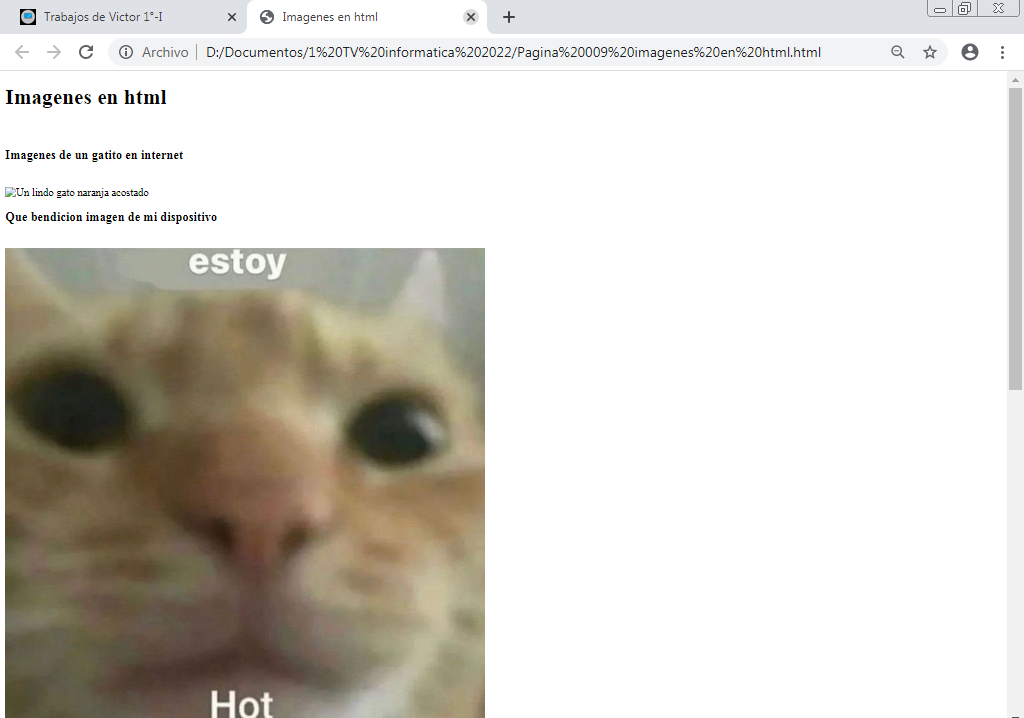 Trabajos de Victor 1°-I
Imagenes en html
Archivo | D:/Documentos/1%20TV%20informatica%202022/Pagina%20009%20imagenes%20en%20html.html
Imagenes en html
Imagenes de un gatito en internet
Un lindo gato naranja acostado
Que bendicion imagen de mi dispositivo
estoy
Hot